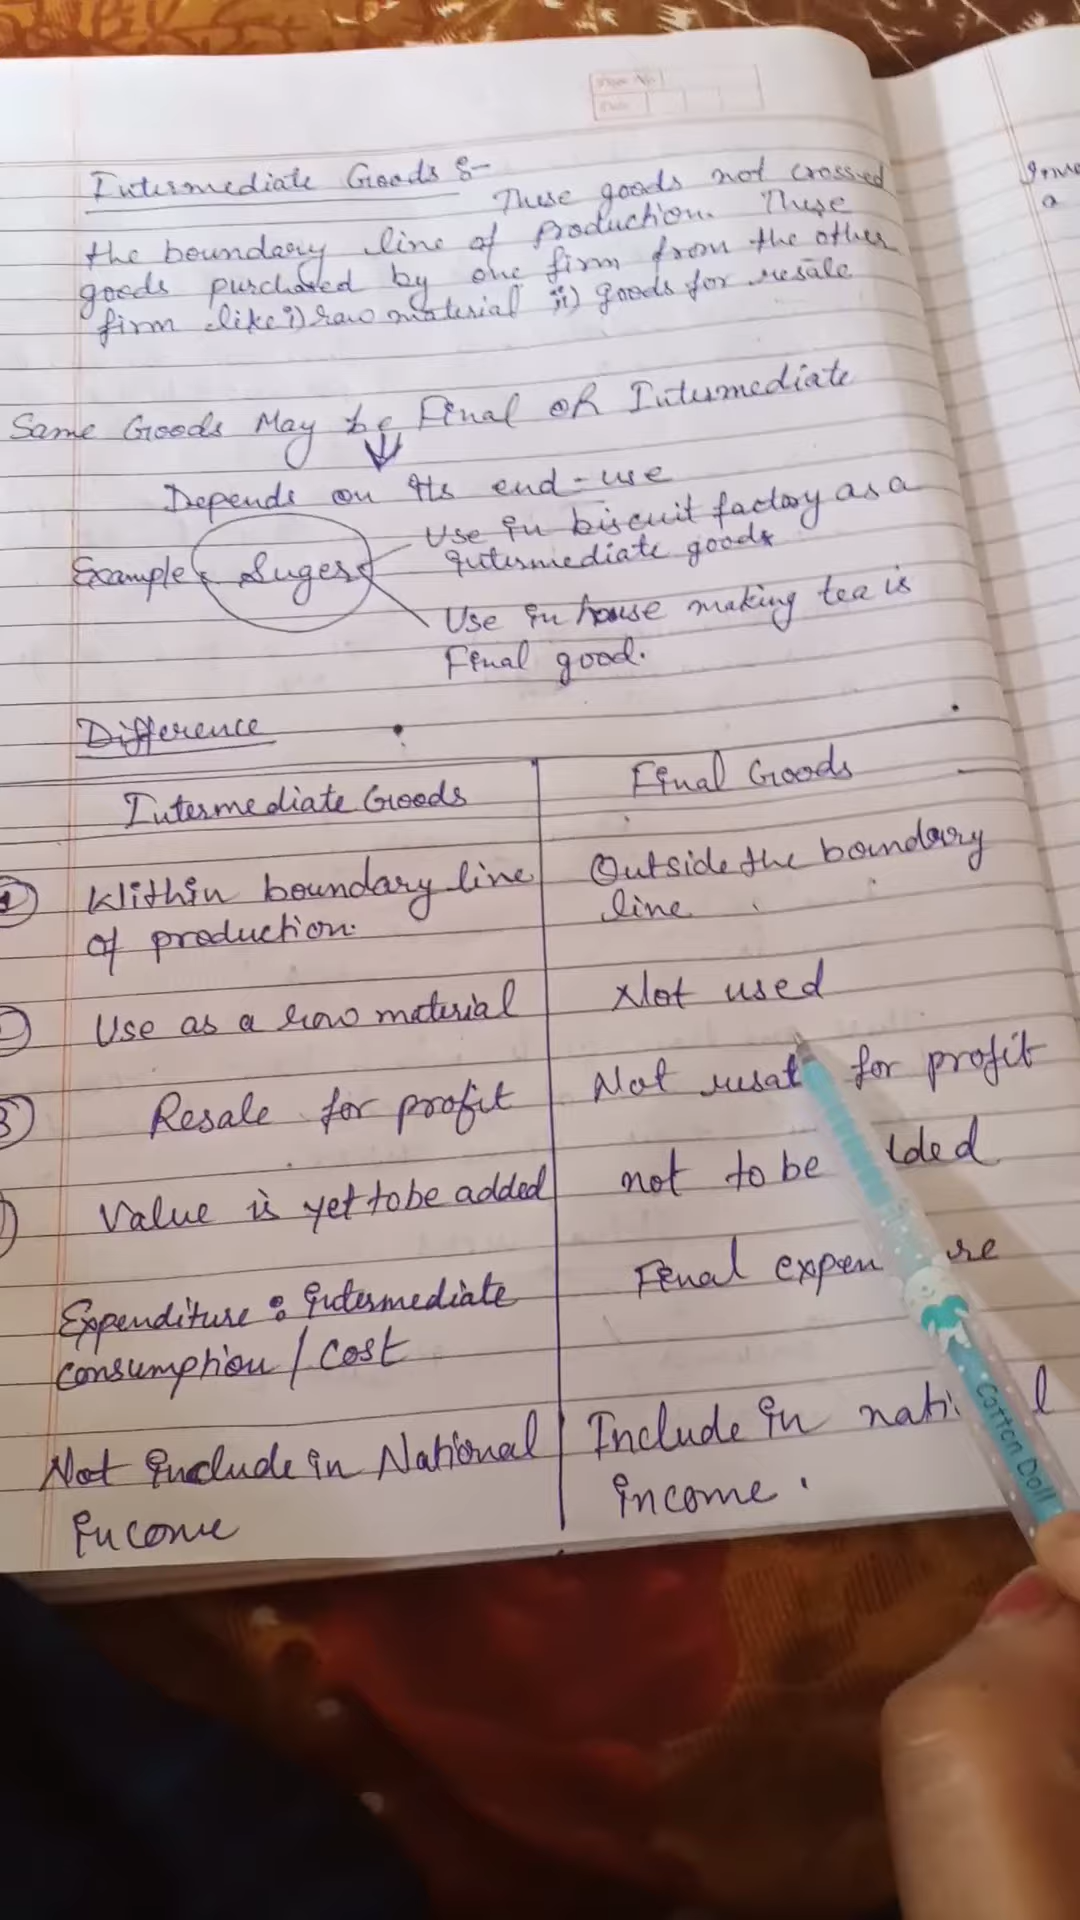 Page No.
Date
Intermediate Goods :-
These goods not crossed
the boundary line of production. These
goods purchased by one firm from the other
firm like i) raw material ii) goods for resale
Same Goods May be Final or Intermediate
Depends on its end-use
Example: Suger
Use in biscuit factory as a
intermediate goods
Use in house making tea is
Final good.
Difference
Intermediate Goods
Final Goods
Within boundary line
of production.
Outside the boundary
line
Use as a raw material
Not used
3
Resale for profit
Not for profit
Value is yet to be added
not to be
Expenditure : intermediate
consumption / cost
Final
Not include in National
income
Include in
income.
Cotton Doll
a